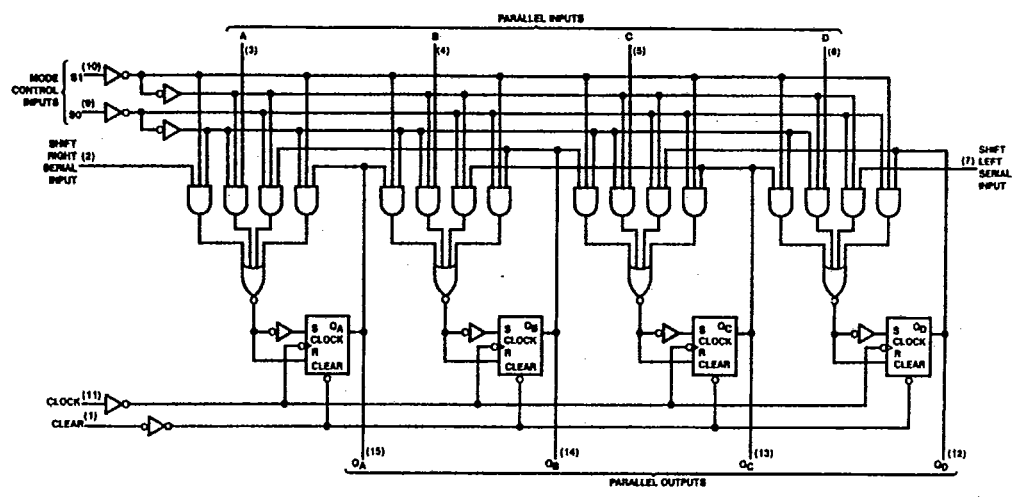 PARALLEL INPUTS
A B C D
(3) (4) (5) (6)
MODE CONTROL INPUTS
S1 (10)
S0 (9)
SHIFT RIGHT SERIAL INPUT (2)
(7) SHIFT LEFT SERIAL INPUT
S QA CLOCK R CLEAR
S QB CLOCK R CLEAR
S QC CLOCK R CLEAR
S QD CLOCK R CLEAR
CLOCK (11)
CLEAR (1)
(15) (14) (13) (12)
QA QB QC QD
PARALLEL OUTPUTS